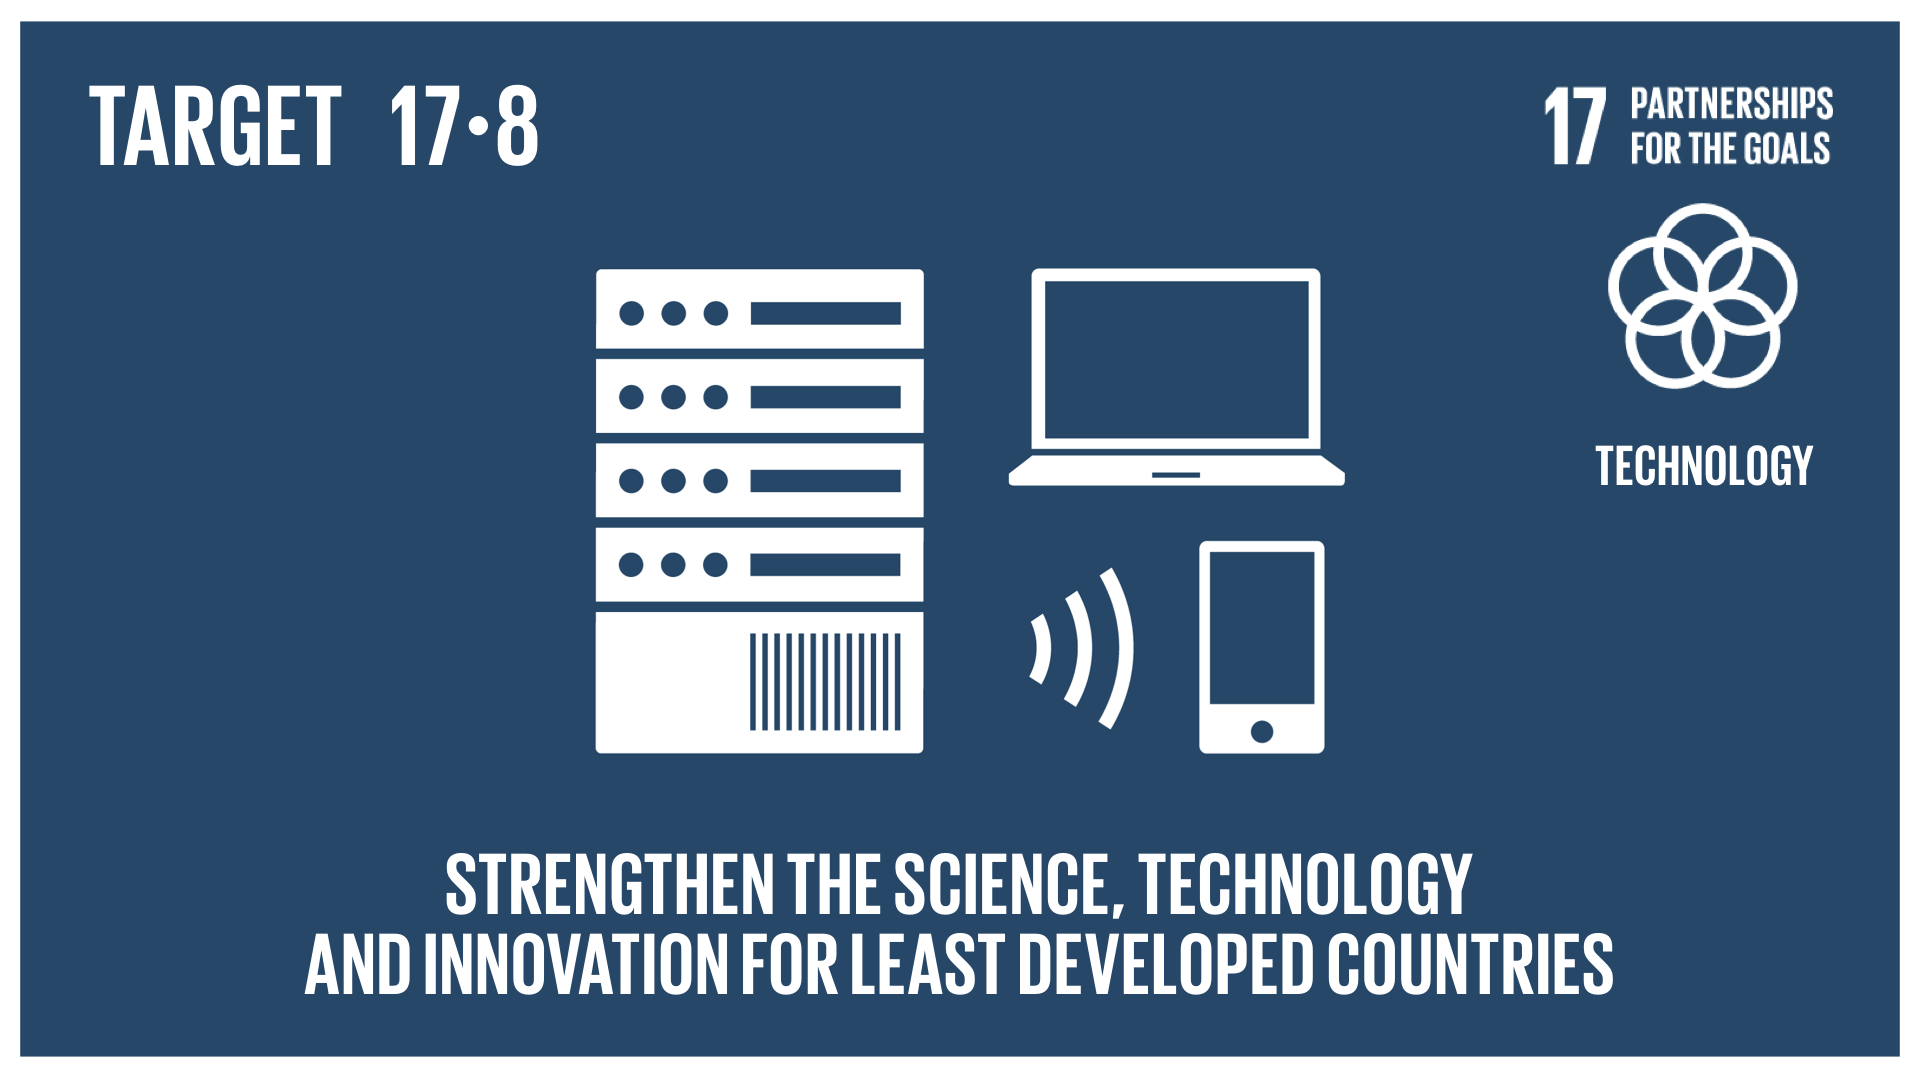 TARGET 17•8
17 PARTNERSHIPS
FOR THE GOALS
TECHNOLOGY
STRENGTHEN THE SCIENCE, TECHNOLOGY
AND INNOVATION FOR LEAST DEVELOPED COUNTRIES